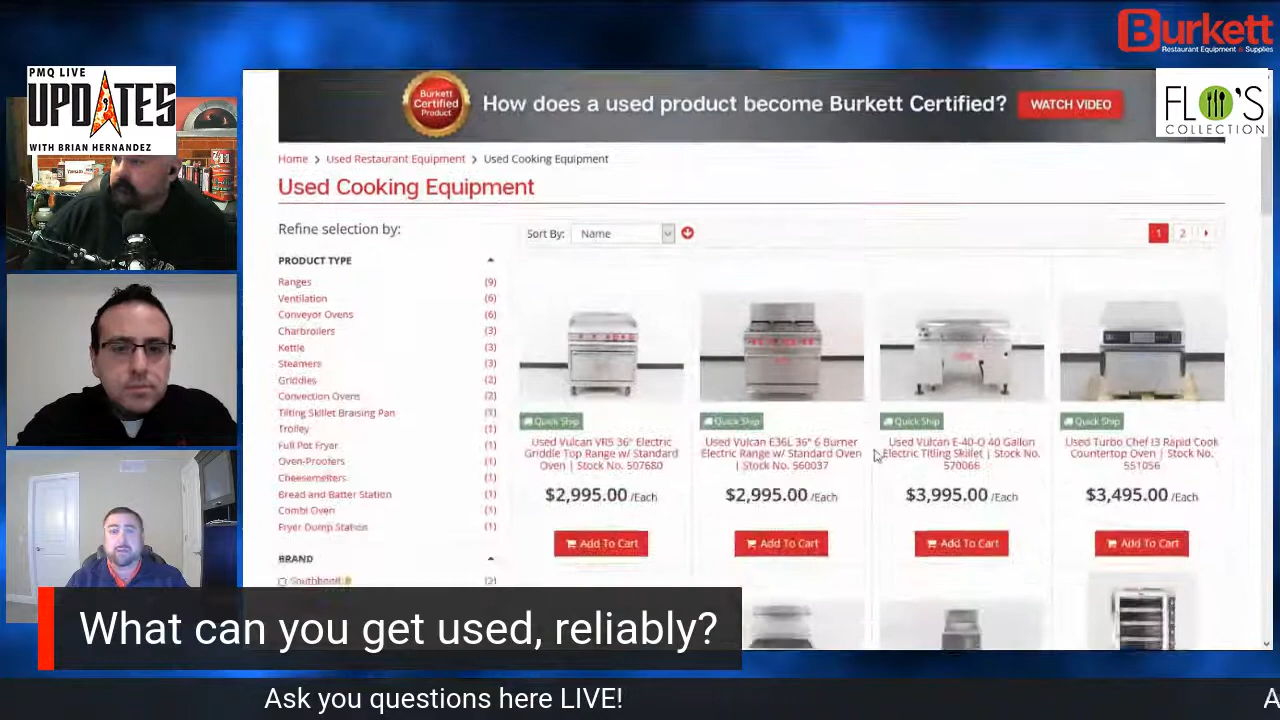 Burkett
Restaurant Equipment & Supplies
PMQ LIVE
UPDATES
WITH BRIAN HERNANDEZ
Burkett
Certified
Product
How does a used product become Burkett Certified?
WATCH VIDEO
FLO'S
COLLECTION
Home > Used Restaurant Equipment > Used Cooking Equipment
Used Cooking Equipment
Refine selection by:
Sort By: Name
1 2
PRODUCT TYPE
Ranges (9)
Ventilation (6)
Conveyor Ovens (6)
Charbroilers (3)
Kettle (3)
Steamers (3)
Griddles (2)
Convection Ovens (2)
Tilting Skillet Braising Pan (1)
Trolley (1)
Full Pot Fryer (1)
Oven-Proofers (1)
Cheesemelters (1)
Bread and Batter Station (1)
Combi Oven (1)
Fryer Dump Station (1)
BRAND
Southbend (2)
Quick Ship
Used Vulcan VR5 36" Electric
Griddle Top Range w/ Standard
Oven | Stock No. 507680
$2,995.00 /Each
Add To Cart
Quick Ship
Used Vulcan E36L 36" 6 Burner
Electric Range w/ Standard Oven
| Stock No. 560037
$2,995.00 /Each
Add To Cart
Quick Ship
Used Vulcan E-40-O 40 Gallon
Electric Titling Skillet | Stock No.
570066
$3,995.00 /Each
Add To Cart
Quick Ship
Used Turbo Chef I3 Rapid Cook
Countertop Oven | Stock No.
551056
$3,495.00 /Each
Add To Cart
What can you get used, reliably?
Ask you questions here LIVE!
A